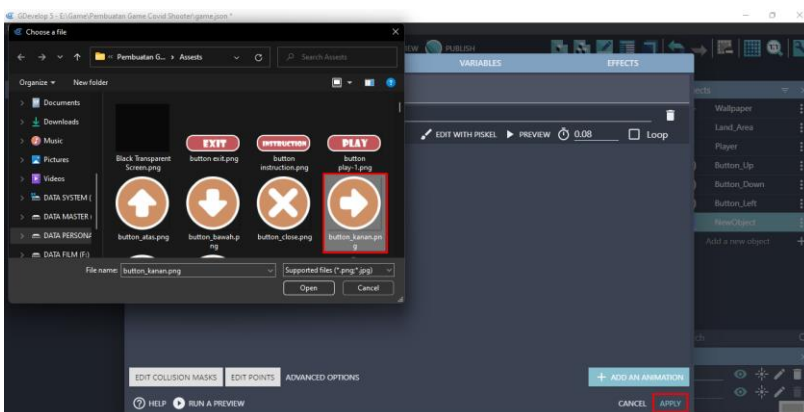 GDevelop 5 - E:\Game\Pembuatan Game Covid Shooter\game.json *
Choose a file
Pembuatan G... > Assests
Search Assests
Organize
New folder
Documents
Downloads
Music
Pictures
Videos
DATA SYSTEM (
DATA MASTER
DATA PERSONA
DATA FILM (F:)
EXIT
INSTRUCTION
PLAY
Black Transparent Screen.png
button exit.png
button instruction.png
button play-1.png
button_atas.png
button_bawah.p
ng
button_close.png
button_kanan.pn
g
File name: button_kanan.png
Supported files (*.png;*.jpg)
Open
Cancel
PUBLISH
VARIABLES
EFFECTS
EDIT WITH PISKEL
PREVIEW
0.08
Loop
Wallpaper
Land_Area
Player
Button_Up
Button_Down
Button_Left
NewObject
Add a new object
EDIT COLLISION MASKS
EDIT POINTS
ADVANCED OPTIONS
+ ADD AN ANIMATION
HELP
RUN A PREVIEW
CANCEL
APPLY